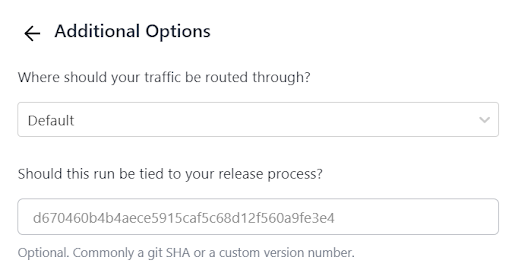 Additional Options
Where should your traffic be routed through?
Default
Should this run be tied to your release process?
d670460b4b4aece5915caf5c68d12f560a9fe3e4
Optional. Commonly a git SHA or a custom version number.